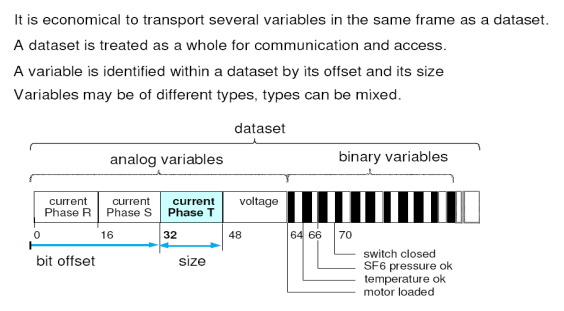 It is economical to transport several variables in the same frame as a dataset.
A dataset is treated as a whole for communication and access.
A variable is identified within a dataset by its offset and its size
Variables may be of different types, types can be mixed.
dataset
analog variables
binary variables
current Phase R
current Phase S
current Phase T
voltage
0
16
32
48
64
66
70
bit offset
size
switch closed
SF6 pressure ok
temperature ok
motor loaded